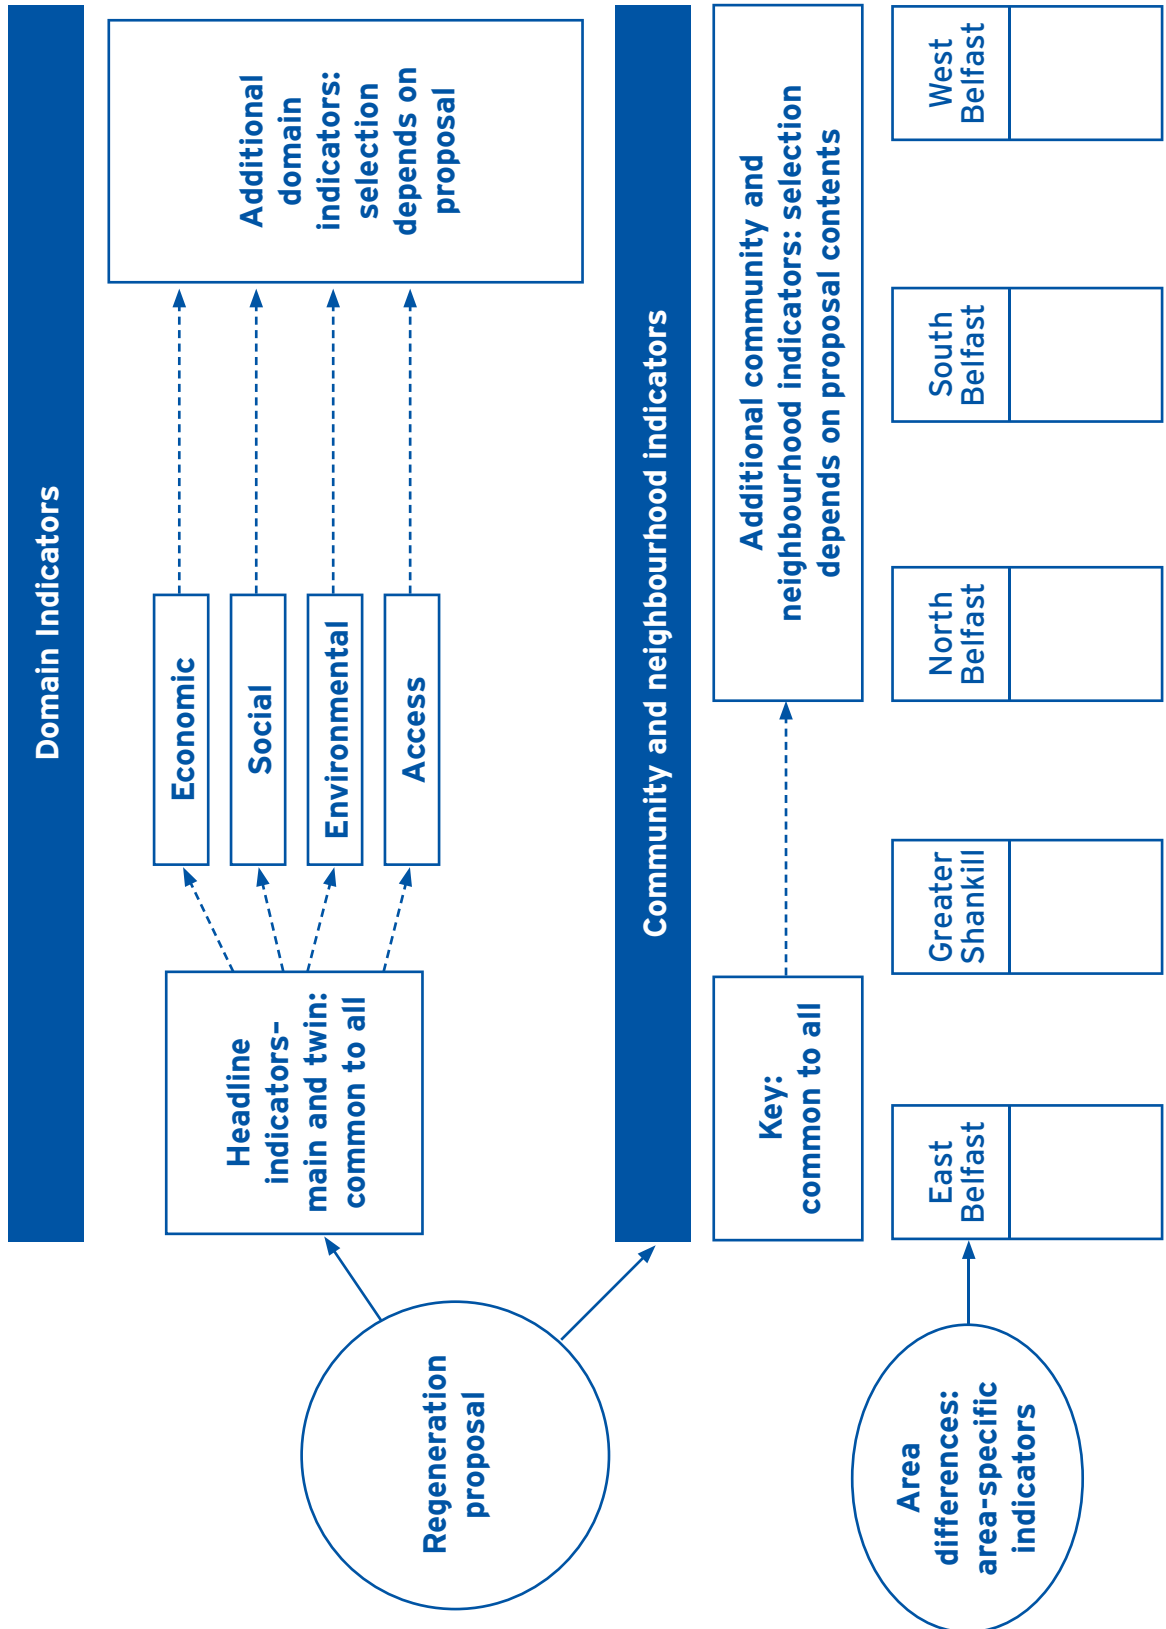 Domain Indicators
Regeneration
proposal
Headline
indicators–
main and twin:
common to all
Economic
Social
Environmental
Access
Additional
domain
indicators:
selection
depends on
proposal
Community and neighbourhood indicators
Key:
common to all
Additional community and
neighbourhood indicators: selection
depends on proposal contents
Area
differences:
area-specific
indicators
East
Belfast
Greater
Shankill
North
Belfast
South
Belfast
West
Belfast